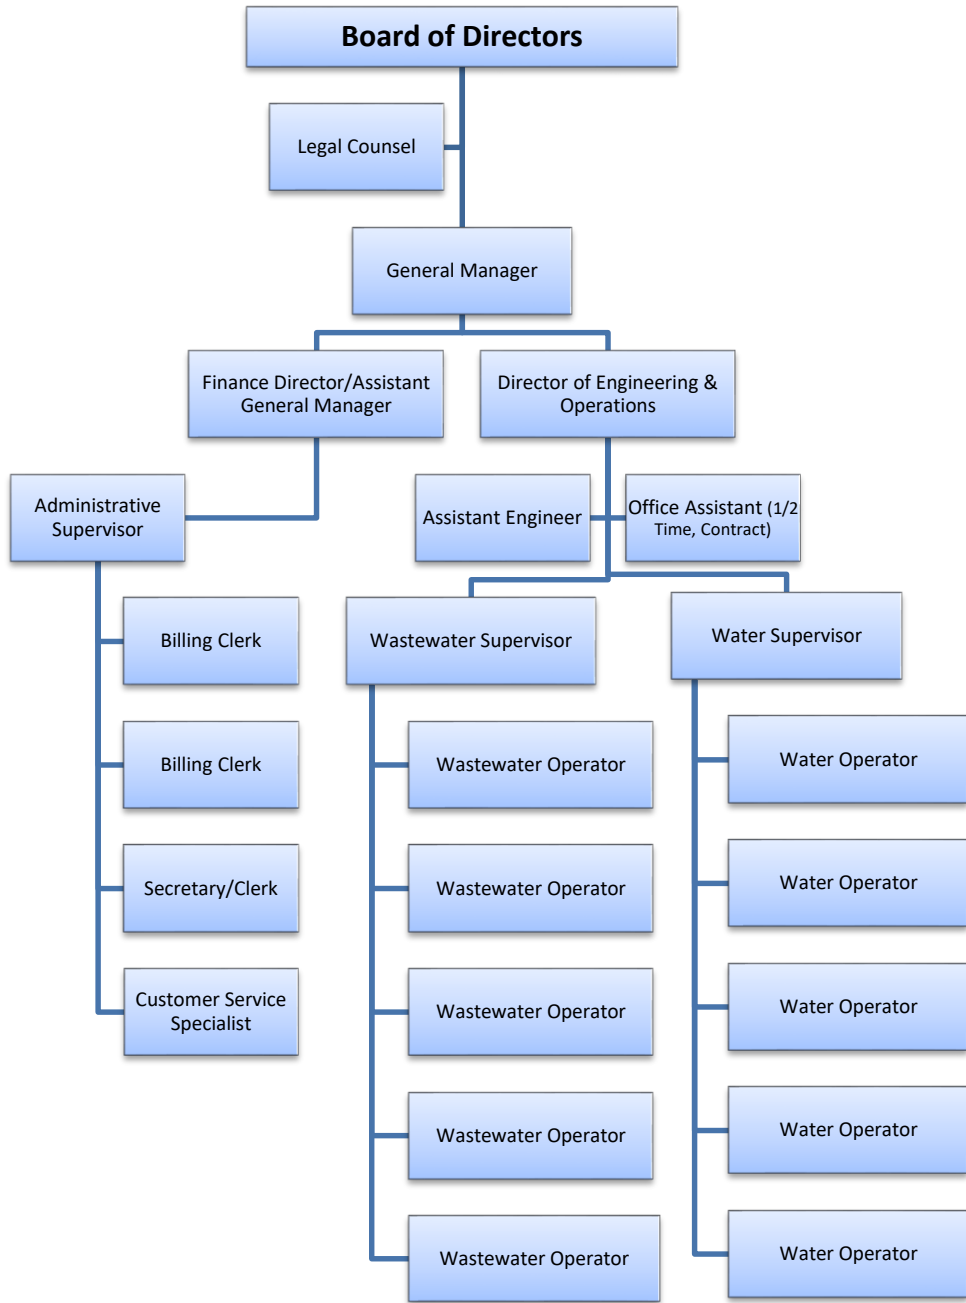 Board of Directors
Legal Counsel
General Manager
Finance Director/Assistant
General Manager
Director of Engineering &
Operations
Administrative
Supervisor
Assistant Engineer
Office Assistant (1/2
Time, Contract)
Billing Clerk
Billing Clerk
Secretary/Clerk
Customer Service
Specialist
Wastewater Supervisor
Wastewater Operator
Wastewater Operator
Wastewater Operator
Wastewater Operator
Wastewater Operator
Water Supervisor
Water Operator
Water Operator
Water Operator
Water Operator
Water Operator